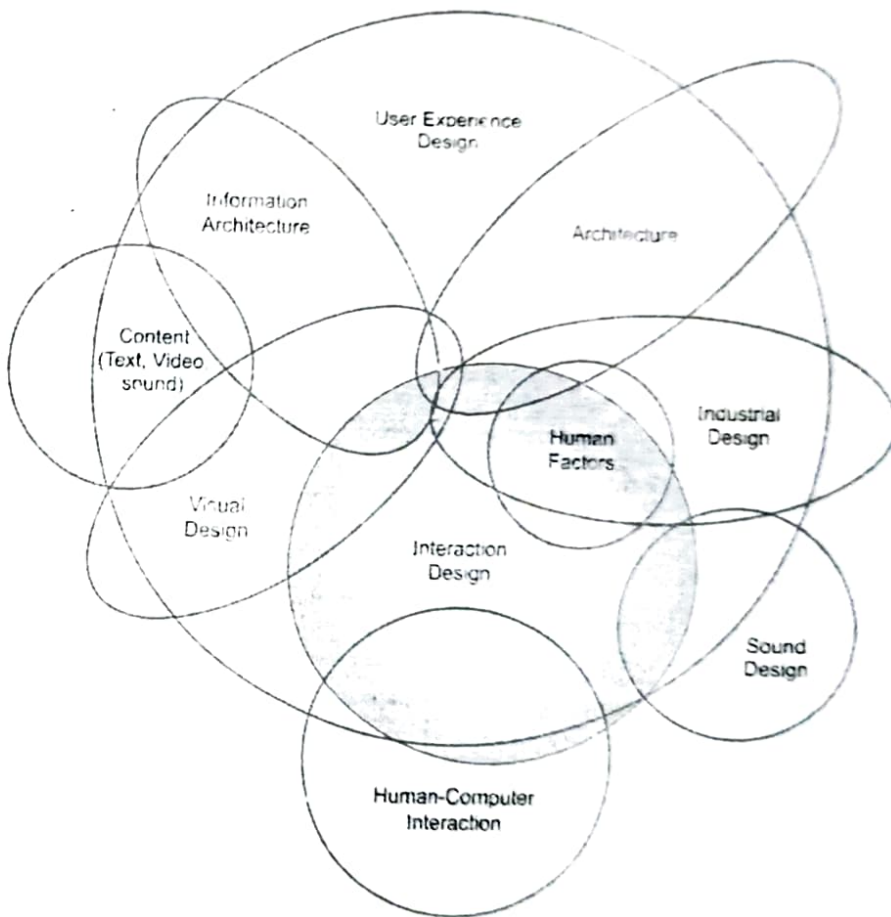 User Experience
Design
Information
Architecture
Architecture
Content
(Text, Video,
sound)
Industrial
Design
Human
Factors
Visual
Design
Interaction
Design
Sound
Design
Human-Computer
Interaction